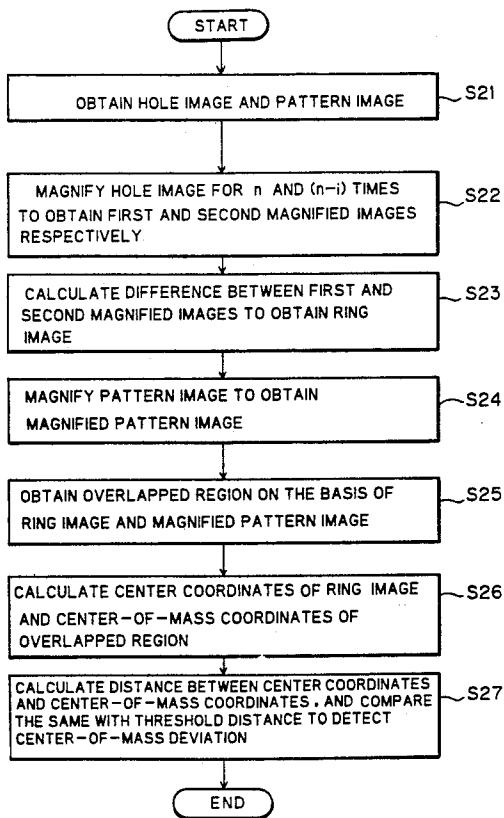 START
OBTAIN HOLE IMAGE AND PATTERN IMAGE
S21
MAGNIFY HOLE IMAGE FOR n AND (n-i) TIMES
TO OBTAIN FIRST AND SECOND MAGNIFIED IMAGES
RESPECTIVELY
S22
CALCULATE DIFFERENCE BETWEEN FIRST AND
SECOND MAGNIFIED IMAGES TO OBTAIN RING
IMAGE
S23
MAGNIFY PATTERN IMAGE TO OBTAIN
MAGNIFIED PATTERN IMAGE
S24
OBTAIN OVERLAPPED REGION ON THE BASIS OF
RING IMAGE AND MAGNIFIED PATTERN IMAGE
S25
CALCULATE CENTER COORDINATES OF RING IMAGE
AND CENTER-OF-MASS COORDINATES OF
OVERLAPPED REGION
S26
CALCULATE DISTANCE BETWEEN CENTER COORDINATES
AND CENTER-OF-MASS COORDINATES, AND COMPARE
THE SAME WITH THRESHOLD DISTANCE TO DETECT
CENTER-OF-MASS DEVIATION
S27
END